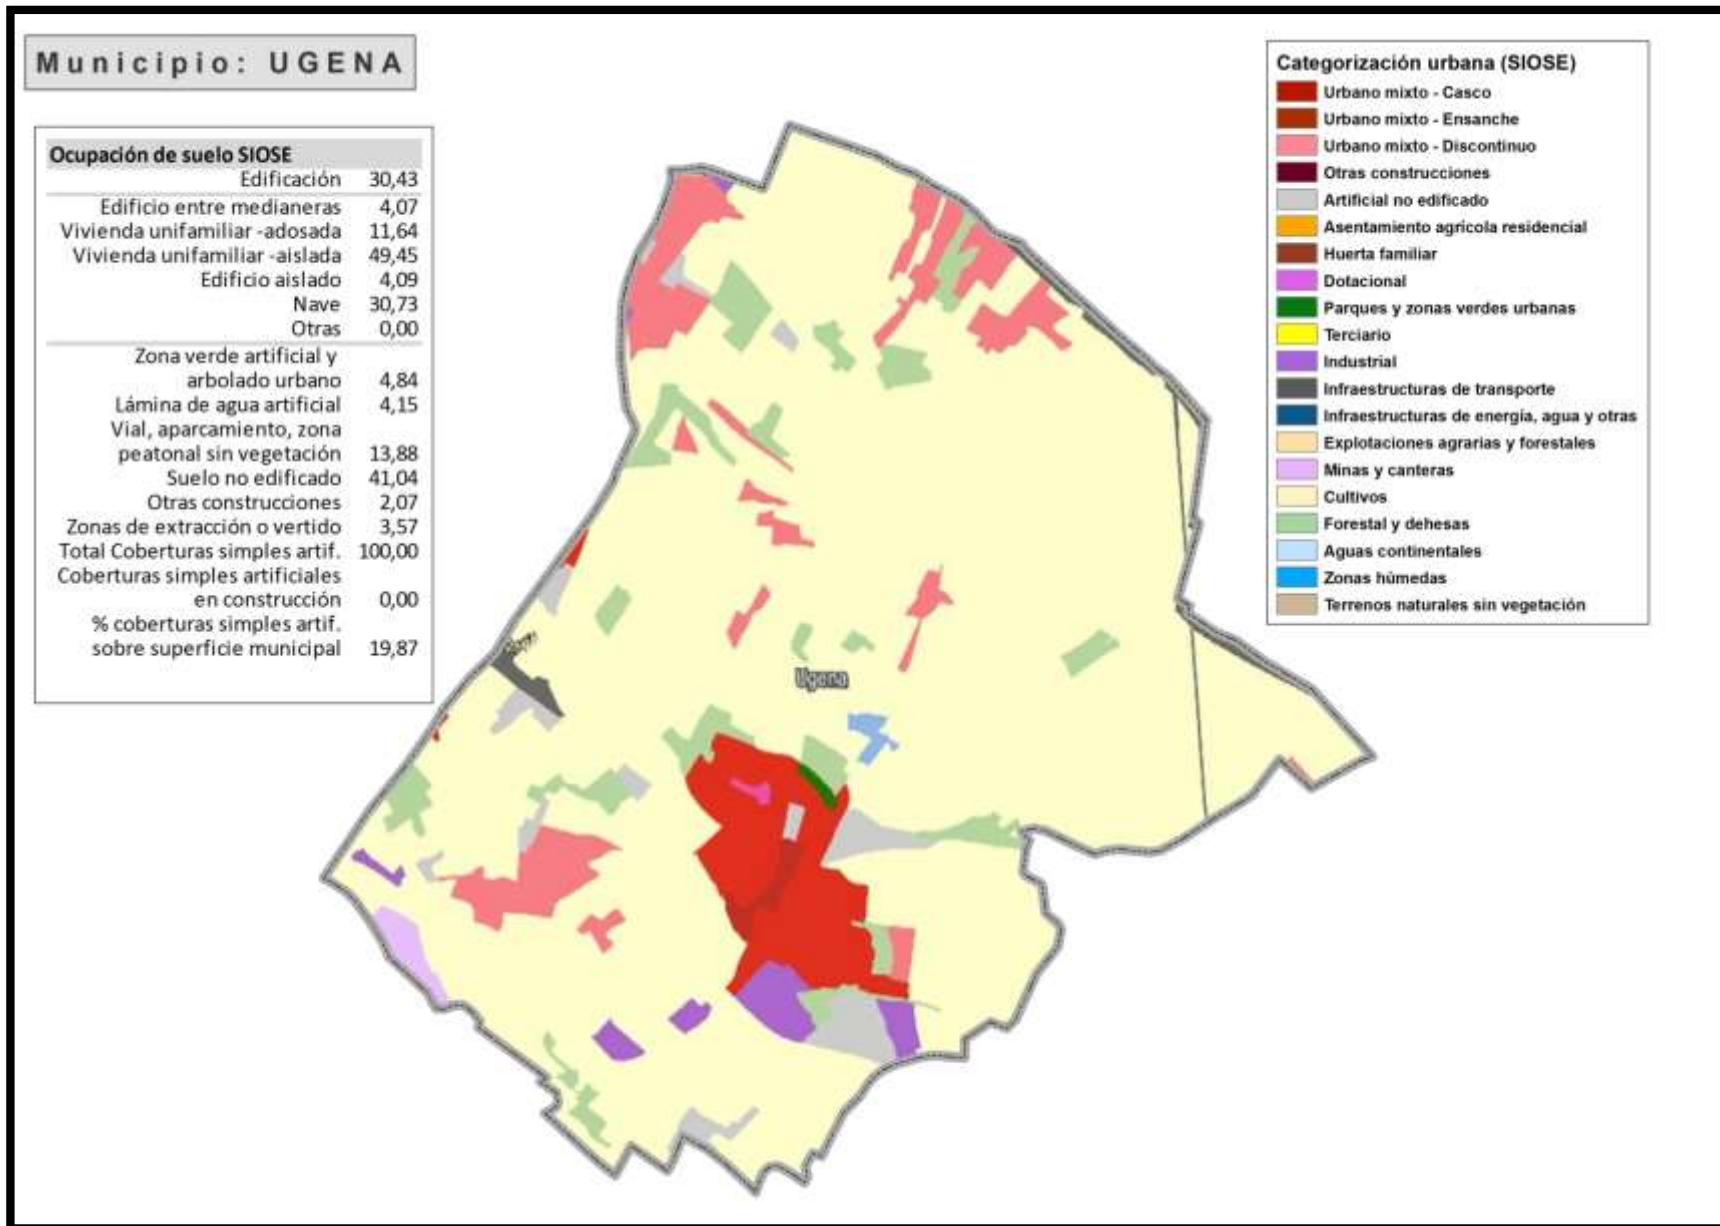 Municipio: UGENA
Ocupación de suelo SIOSE
Edificación 30,43
Edificio entre medianeras 4,07
Vivienda unifamiliar -adosada 11,64
Vivienda unifamiliar -aislada 49,45
Edificio aislado 4,09
Nave 30,73
Otras 0,00
Zona verde artificial y
arbolado urbano 4,84
Lámina de agua artificial 4,15
Vial, aparcamiento, zona
peatonal sin vegetación 13,88
Suelo no edificado 41,04
Otras construcciones 2,07
Zonas de extracción o vertido 3,57
Total Coberturas simples artif. 100,00
Coberturas simples artificiales
en construcción 0,00
% coberturas simples artif.
sobre superficie municipal 19,87
Ugena
Categorización urbana (SIOSE)
Urbano mixto - Casco
Urbano mixto - Ensanche
Urbano mixto - Discontinuo
Otras construcciones
Artificial no edificado
Asentamiento agrícola residencial
Huerta familiar
Dotacional
Parques y zonas verdes urbanas
Terciario
Industrial
Infraestructuras de transporte
Infraestructuras de energía, agua y otras
Explotaciones agrarias y forestales
Minas y canteras
Cultivos
Forestal y dehesas
Aguas continentales
Zonas húmedas
Terrenos naturales sin vegetación